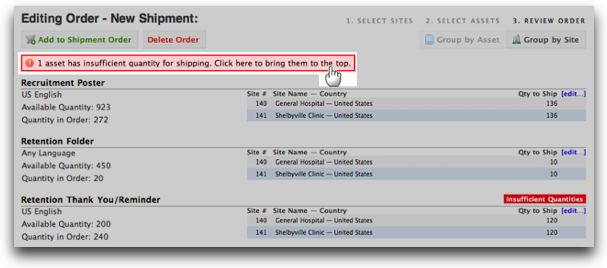 Editing Order - New Shipment:
1. SELECT SITES 2. SELECT ASSETS 3. REVIEW ORDER
Add to Shipment Order Delete Order Group by Asset Group by Site
1 asset has insufficient quantity for shipping. Click here to bring them to the top.
Recruitment Poster
US English Site # Site Name — Country Qty to Ship [edit...]
Available Quantity: 923 140 General Hospital — United States 136
Quantity in Order: 272 141 Shelbyville Clinic — United States 136
Retention Folder
Any Language Site # Site Name — Country Qty to Ship [edit...]
Available Quantity: 450 140 General Hospital — United States 10
Quantity in Order: 20 141 Shelbyville Clinic — United States 10
Retention Thank You/Reminder Insufficient Quantities
US English Site # Site Name — Country Qty to Ship [edit...]
Available Quantity: 200 140 General Hospital — United States 120
Quantity in Order: 240 141 Shelbyville Clinic — United States 120